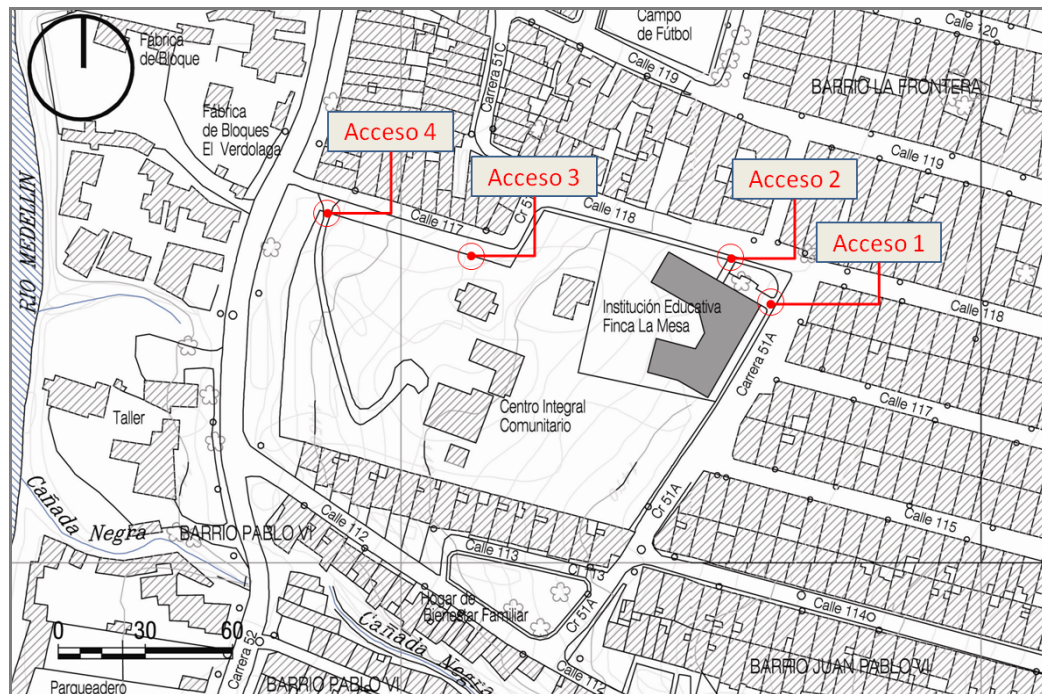 Campo
de Fútbol
Calle 120
Fábrica
de Bloque
Carrera 51C
Calle 119
BARRIO LA FRONTERA
Fábrica
de Bloques
El Verdolaga
Acceso 4
Calle 119
Acceso 3
Acceso 2
RIO MEDELLIN
Calle 117
Calle 118
Acceso 1
Institución Educativa
Finca La Mesa
Calle 118
Carrera 51A
Calle 117
Taller
Centro Integral
Comunitario
Cañada
Negra
BARRIO PABLO VI
Calle 112
Cr 51A
Calle 115
Calle 113
Hogar de
Bienestar Familiar
Cr 51A
Calle 114
0 30 60
Carrera 52
Cañada Negra
Calle 112
BARRIO JUAN PABLO VI
Parqueadero
BARRIO PABLO VI